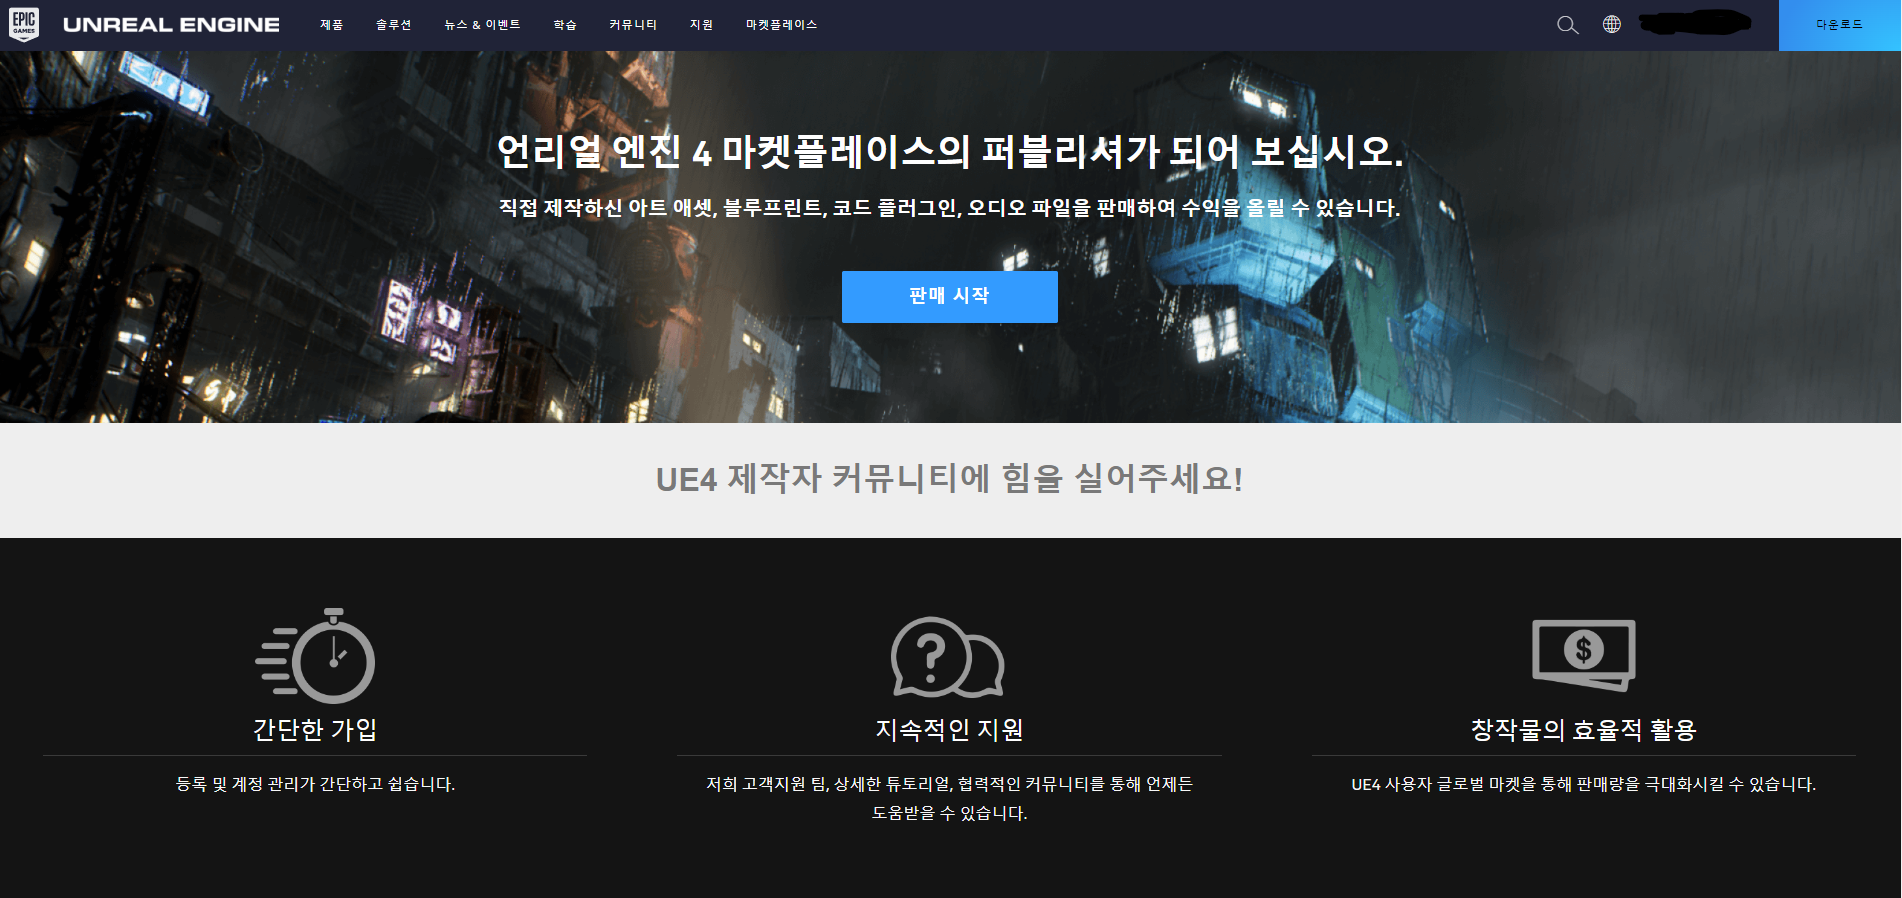 EPIC
GAMES
UNREAL ENGINE
제품
솔루션
뉴스 & 이벤트
학습
커뮤니티
지원
마켓플레이스
다운로드
언리얼 엔진 4 마켓플레이스의 퍼블리셔가 되어 보십시오.
직접 제작하신 아트 애셋, 블루프린트, 코드 플러그인, 오디오 파일을 판매하여 수익을 올릴 수 있습니다.
판매 시작
UE4 제작자 커뮤니티에 힘을 실어주세요!
간단한 가입
등록 및 계정 관리가 간단하고 쉽습니다.
지속적인 지원
저희 고객지원 팀, 상세한 튜토리얼, 협력적인 커뮤니티를 통해 언제든
도움받을 수 있습니다.
창작물의 효율적 활용
UE4 사용자 글로벌 마켓을 통해 판매량을 극대화시킬 수 있습니다.